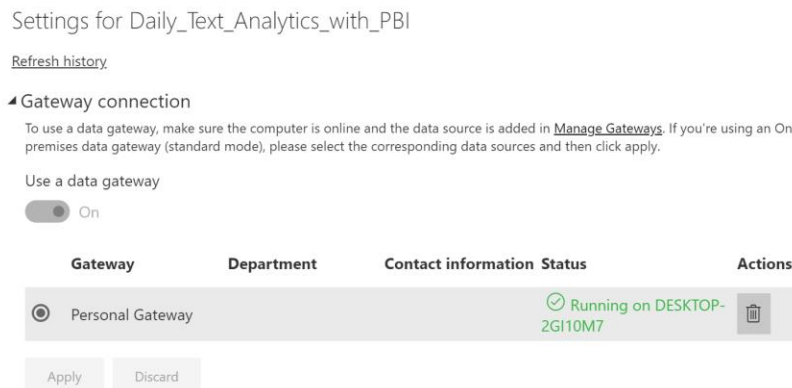 Settings for Daily_Text_Analytics_with_PBI
Refresh history
Gateway connection
To use a data gateway, make sure the computer is online and the data source is added in Manage Gateways. If you're using an On
premises data gateway (standard mode), please select the corresponding data sources and then click apply.
Use a data gateway
On
Gateway Department Contact information Status Actions
Personal Gateway Running on DESKTOP-
2GI10M7
Apply Discard